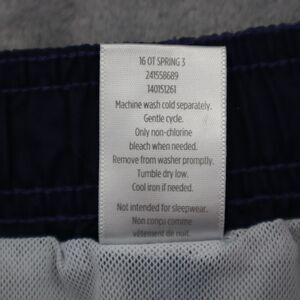 16 OT SPRING 3
241558689
140151261
Machine wash cold separately.
Gentle cycle.
Only non-chlorine
bleach when needed.
Remove from washer promptly.
Tumble dry low.
Cool iron if needed.
Not intended for sleepwear.
Non conçu comme
vêtement de nuit.